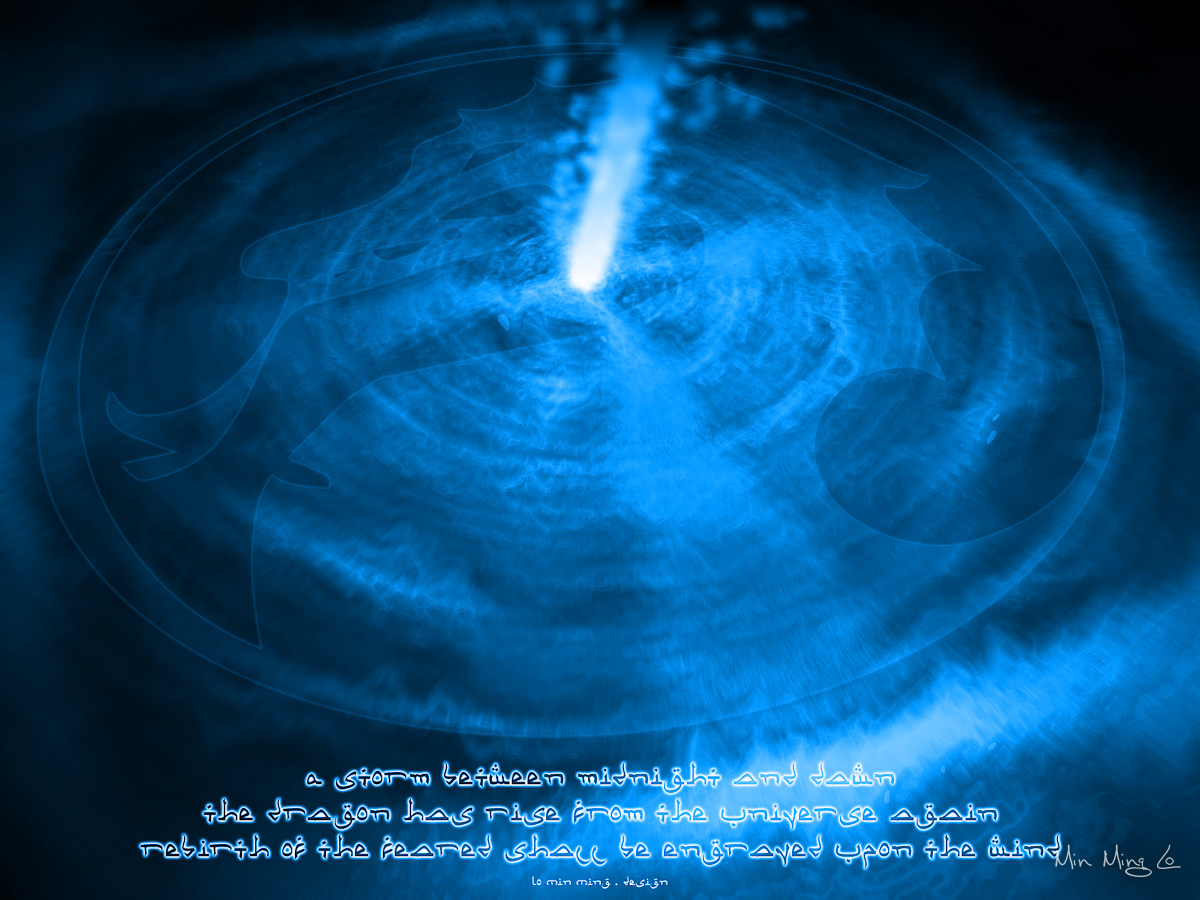 a storm between midnight and dawn
the dragon has rise from the universe again
rebirth of the feared shall be engraved upon the wind
Min Ming Lo
lo min ming . design